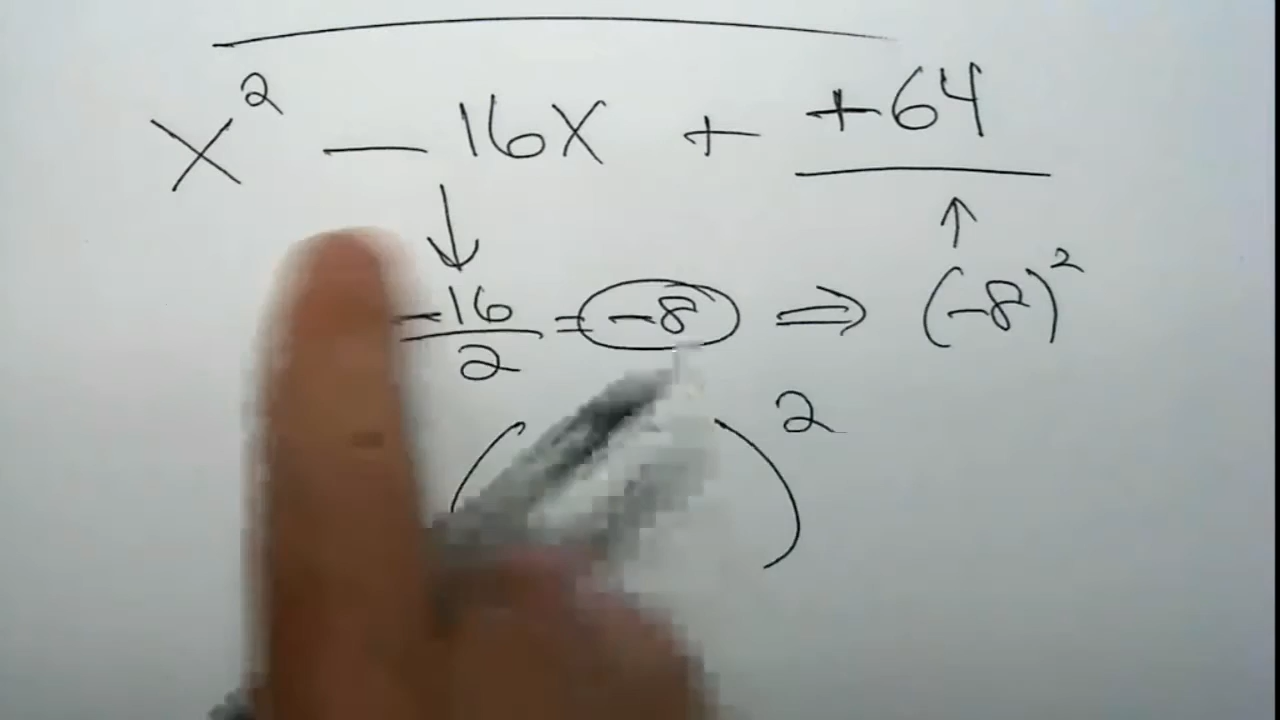 x² — 16x + +64
-16/2 = -8 ⇒ (-8)²
( )²